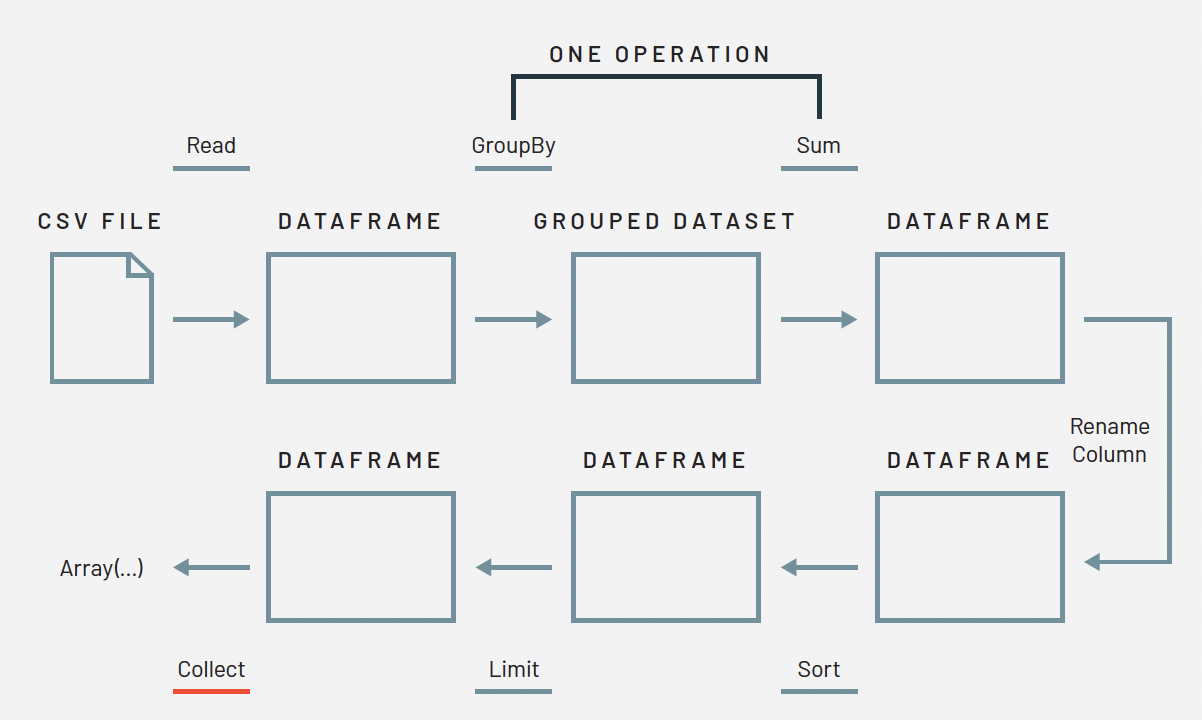 ONE OPERATION
Read
GroupBy
Sum
CSV FILE
DATAFRAME
GROUPED DATASET
DATAFRAME
Rename
Column
DATAFRAME
DATAFRAME
DATAFRAME
Array(...)
Collect
Limit
Sort